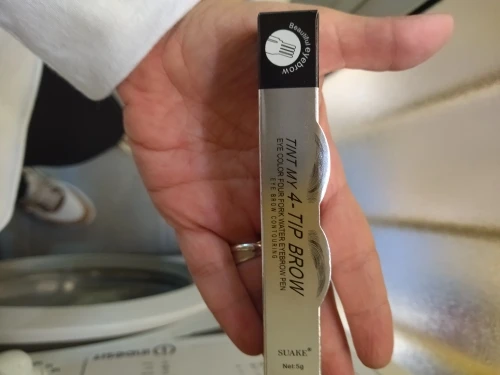 Beautiful eyebrow
TINT MY 4-TIP BROW
EYE COLOR FOUR FORK WATER EYEBROW PEN
EYE BROW CONTOURING
SUAKE®
Net:5g
INDESIT